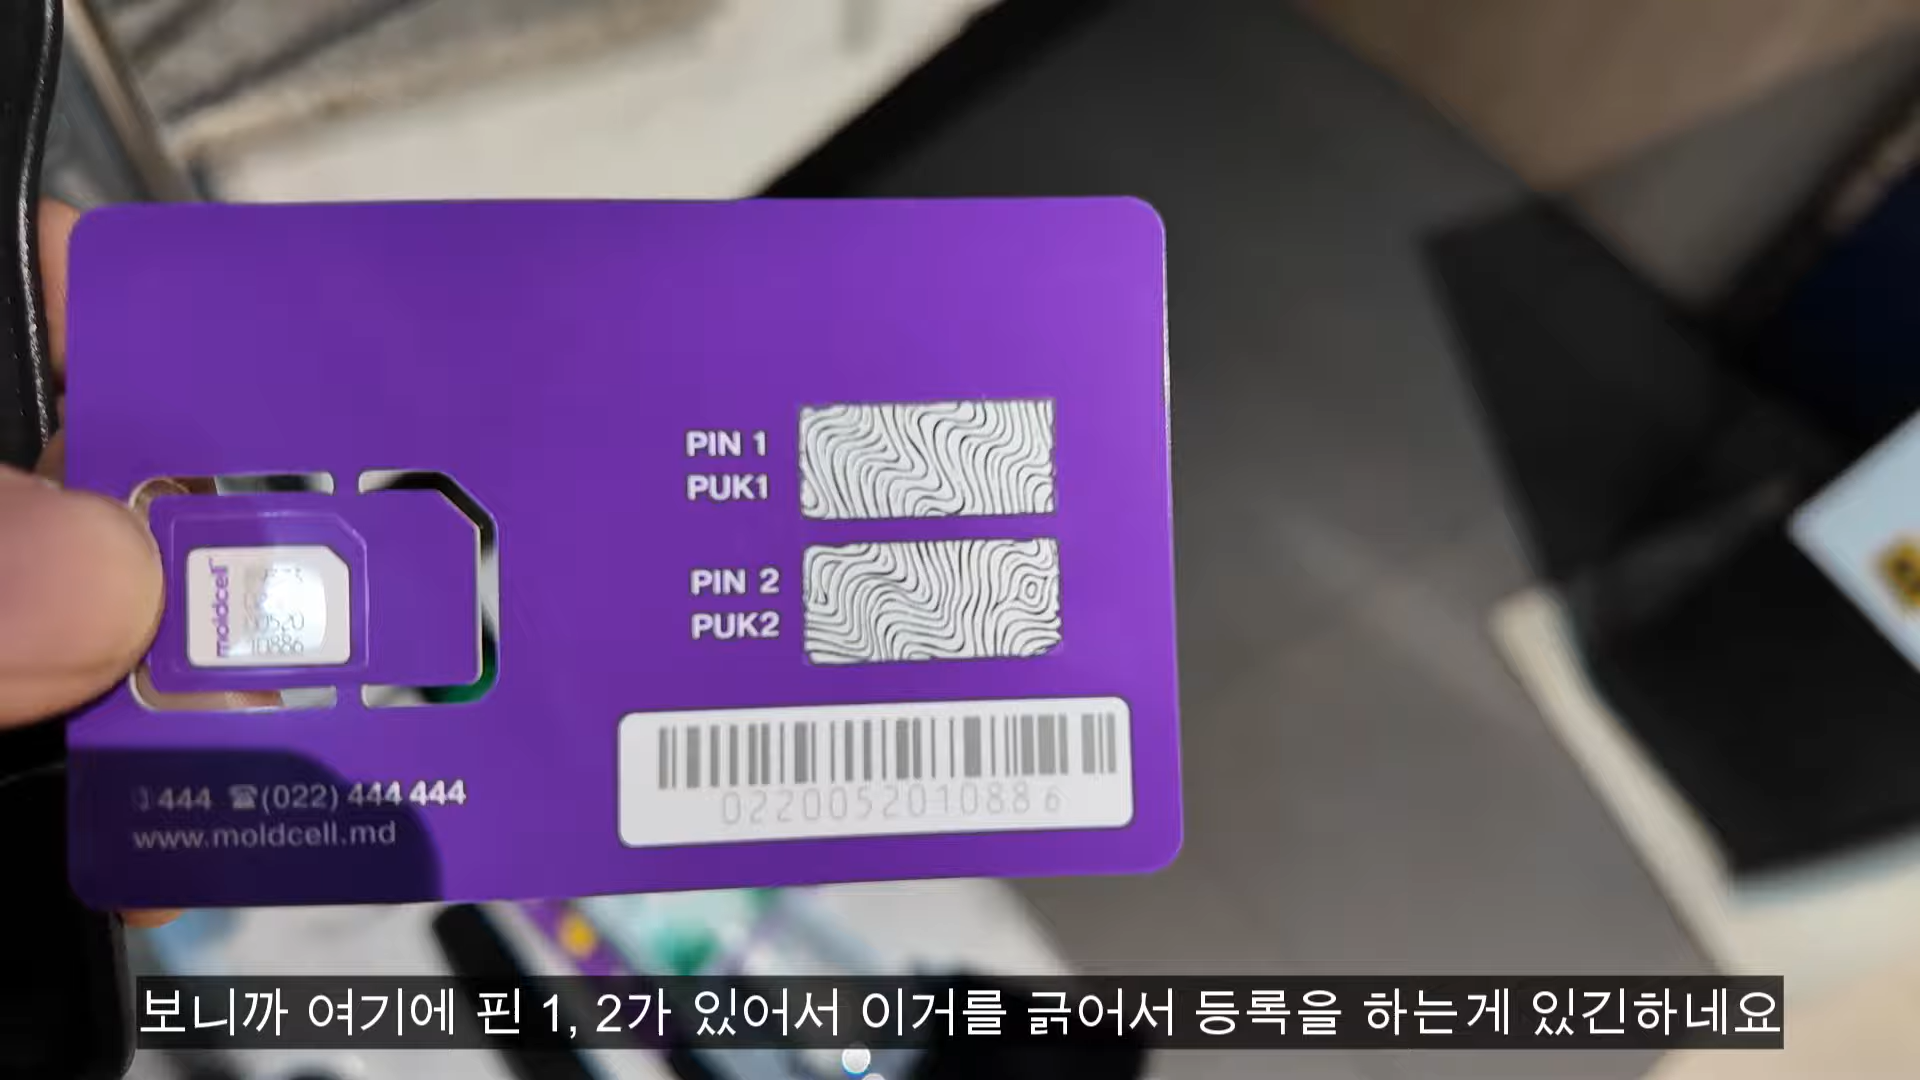 PIN 1
PUK1
PIN 2
PUK2
moldcell
0220052010886
444 ☎(022) 444 444
www.moldcell.md
보니까 여기에 핀 1, 2가 있어서 이거를 긁어서 등록을 하는게 있긴하네요